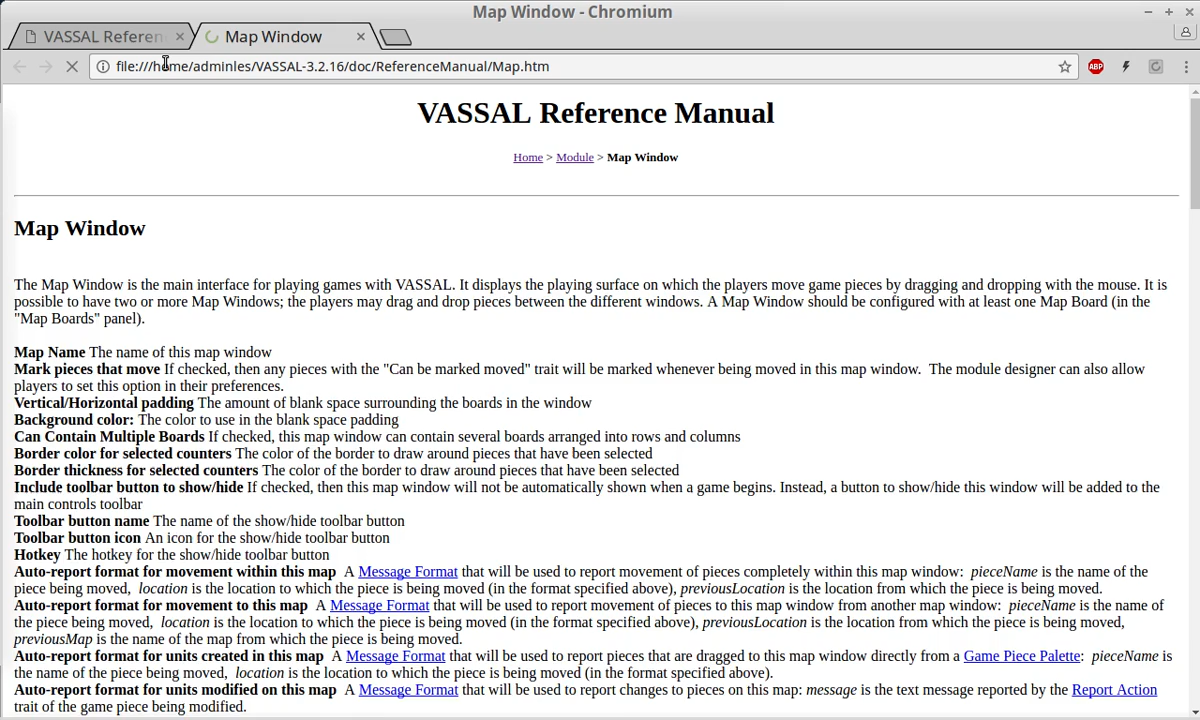 Map Window - Chromium
VASSAL Referen
Map Window
file:///home/adminles/VASSAL-3.2.16/doc/ReferenceManual/Map.htm
ABP
VASSAL Reference Manual
Home > Module > Map Window
Map Window
The Map Window is the main interface for playing games with VASSAL. It displays the playing surface on which the players move game pieces by dragging and dropping with the mouse. It is
possible to have two or more Map Windows; the players may drag and drop pieces between the different windows. A Map Window should be configured with at least one Map Board (in the
"Map Boards" panel).
Map Name The name of this map window
Mark pieces that move If checked, then any pieces with the "Can be marked moved" trait will be marked whenever being moved in this map window.  The module designer can also allow
players to set this option in their preferences.
Vertical/Horizontal padding The amount of blank space surrounding the boards in the window
Background color: The color to use in the blank space padding
Can Contain Multiple Boards If checked, this map window can contain several boards arranged into rows and columns
Border color for selected counters The color of the border to draw around pieces that have been selected
Border thickness for selected counters The color of the border to draw around pieces that have been selected
Include toolbar button to show/hide If checked, then this map window will not be automatically shown when a game begins. Instead, a button to show/hide this window will be added to the
main controls toolbar
Toolbar button name The name of the show/hide toolbar button
Toolbar button icon An icon for the show/hide toolbar button
Hotkey The hotkey for the show/hide toolbar button
Auto-report format for movement within this map  A Message Format that will be used to report movement of pieces completely within this map window:  pieceName is the name of the
piece being moved,  location is the location to which the piece is being moved (in the format specified above), previousLocation is the location from which the piece is being moved.
Auto-report format for movement to this map  A Message Format that will be used to report movement of pieces to this map window from another map window:  pieceName is the name of
the piece being moved,  location is the location to which the piece is being moved (in the format specified above), previousLocation is the location from which the piece is being moved,
previousMap is the name of the map from which the piece is being moved.
Auto-report format for units created in this map  A Message Format that will be used to report pieces that are dragged to this map window directly from a Game Piece Palette:  pieceName is
the name of the piece being moved,  location is the location to which the piece is being moved (in the format specified above).
Auto-report format for units modified on this map  A Message Format that will be used to report changes to pieces on this map: message is the text message reported by the Report Action
trait of the game piece being modified.